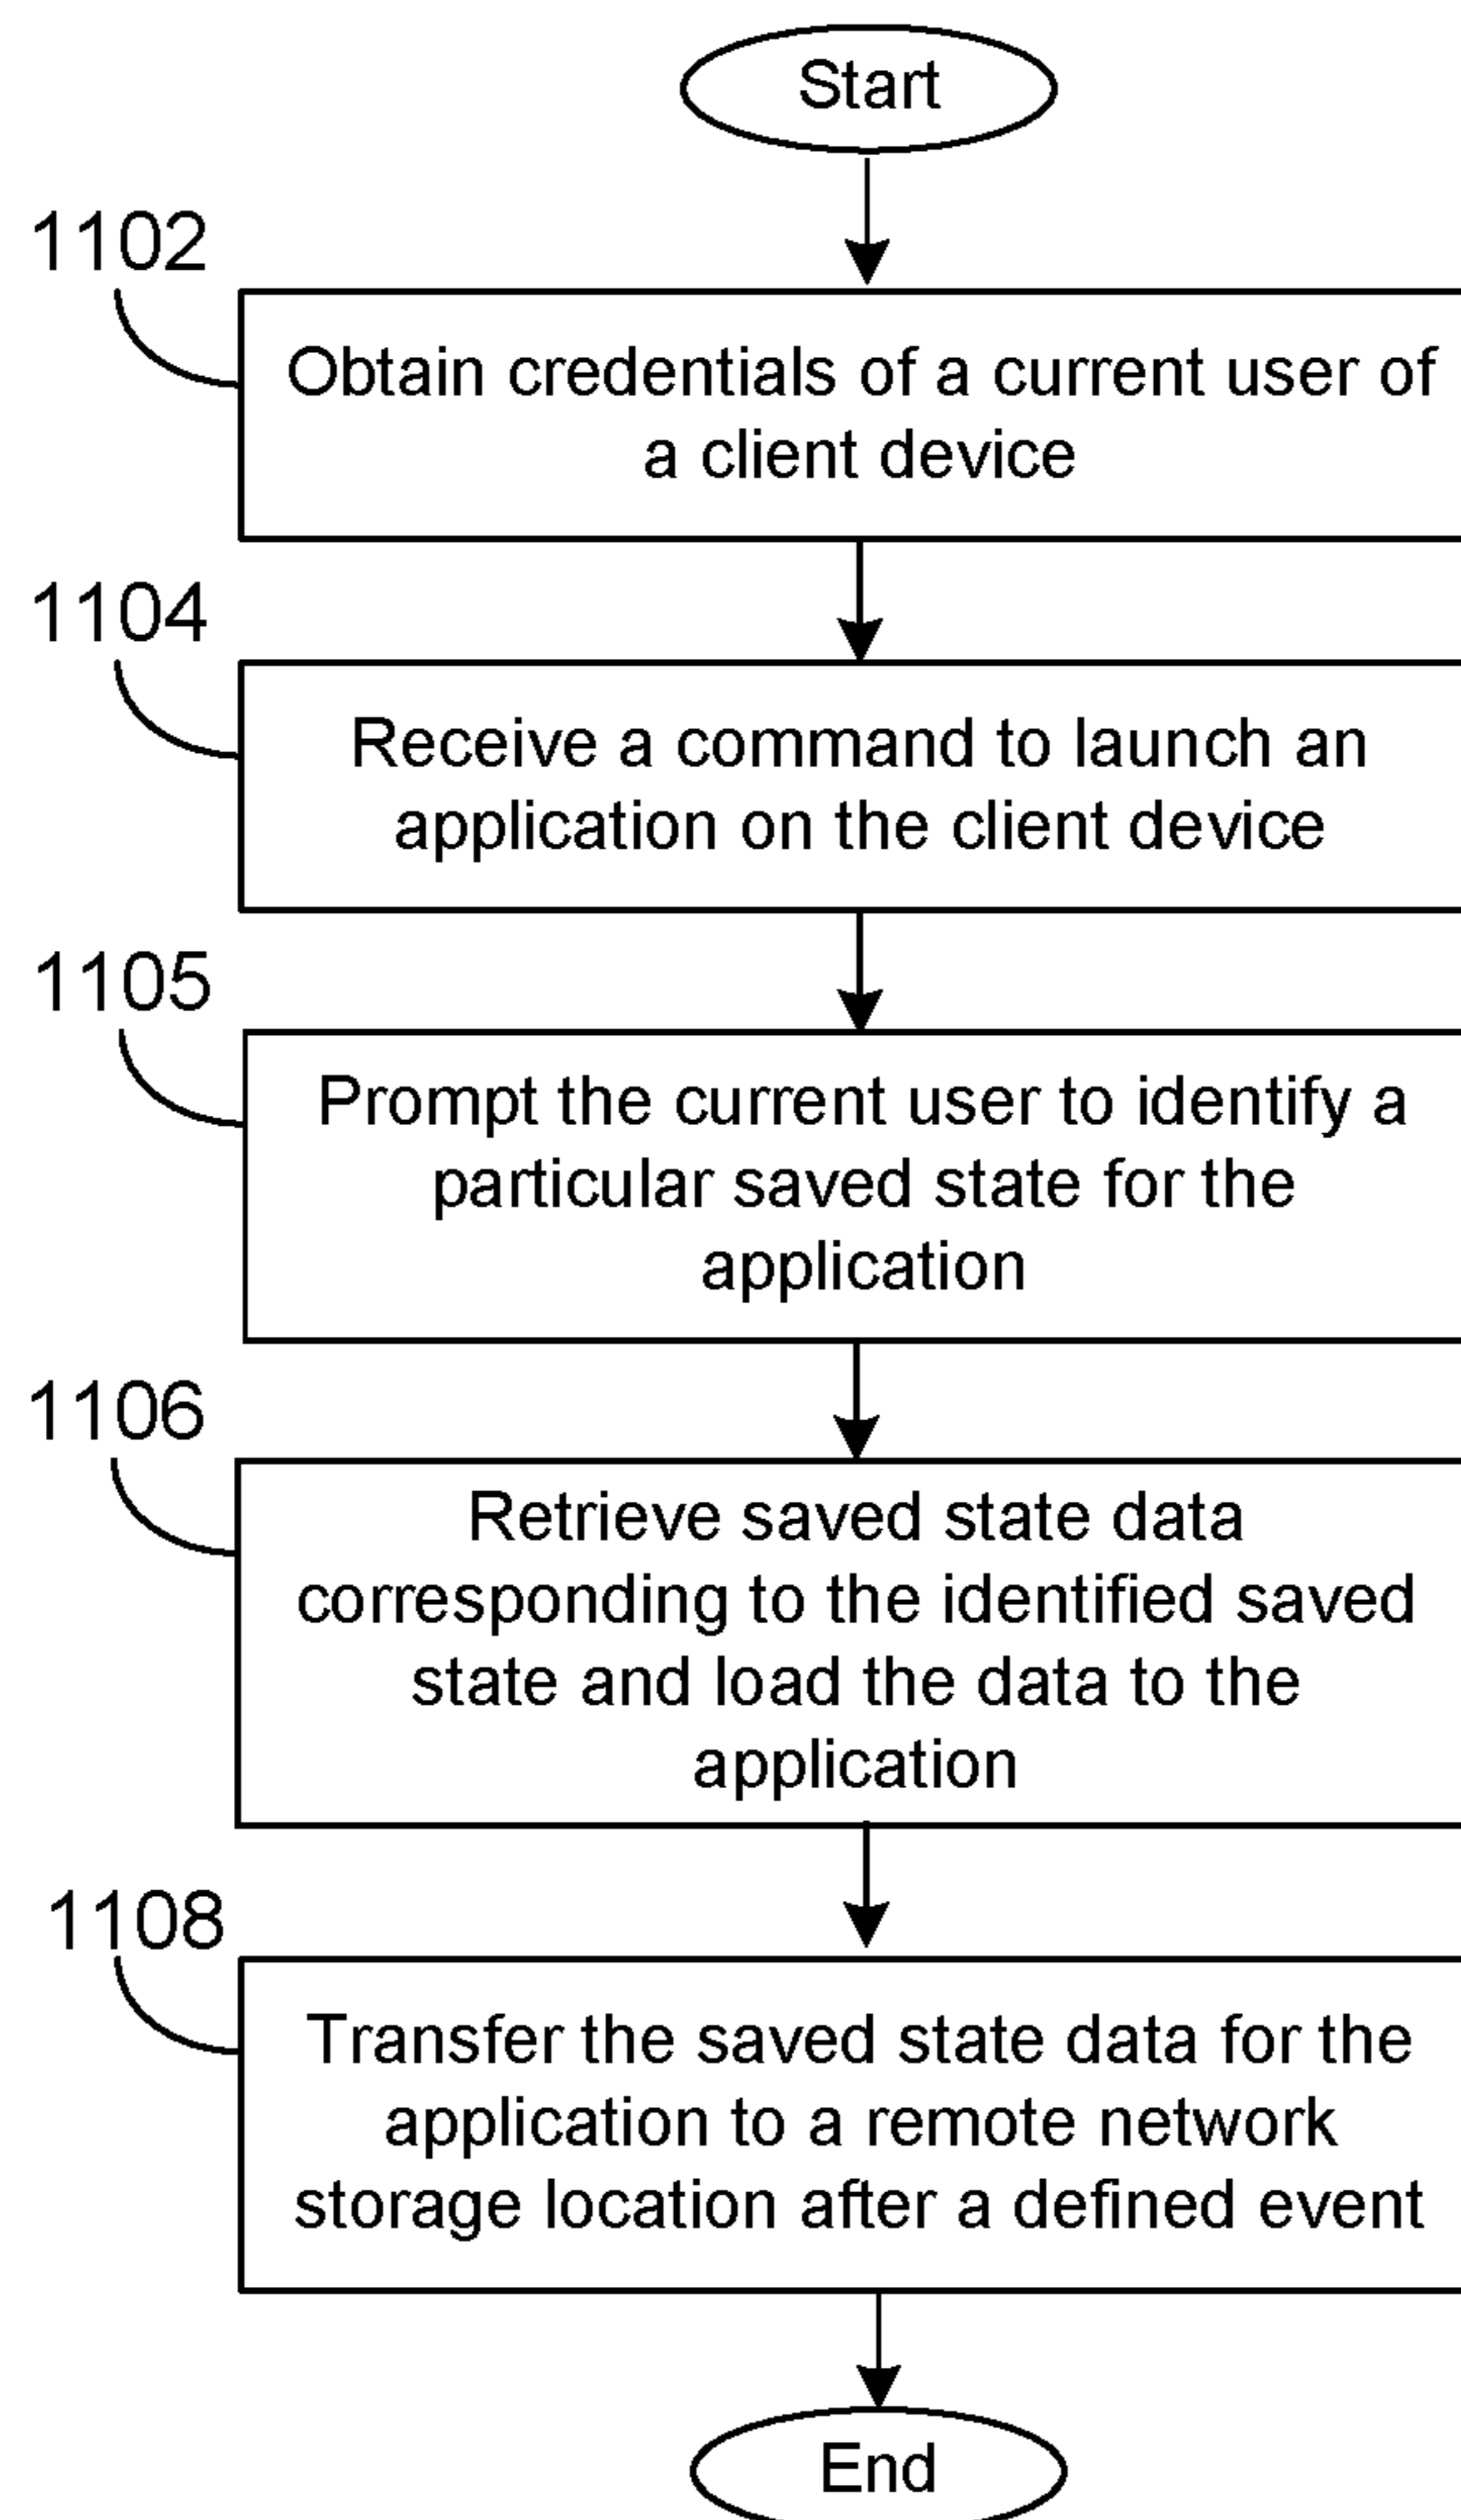 Start
1102
Obtain credentials of a current user of
a client device
1104
Receive a command to launch an
application on the client device
1105
Prompt the current user to identify a
particular saved state for the
application
1106
Retrieve saved state data
corresponding to the identified saved
state and load the data to the
application
1108
Transfer the saved state data for the
application to a remote network
storage location after a defined event
End